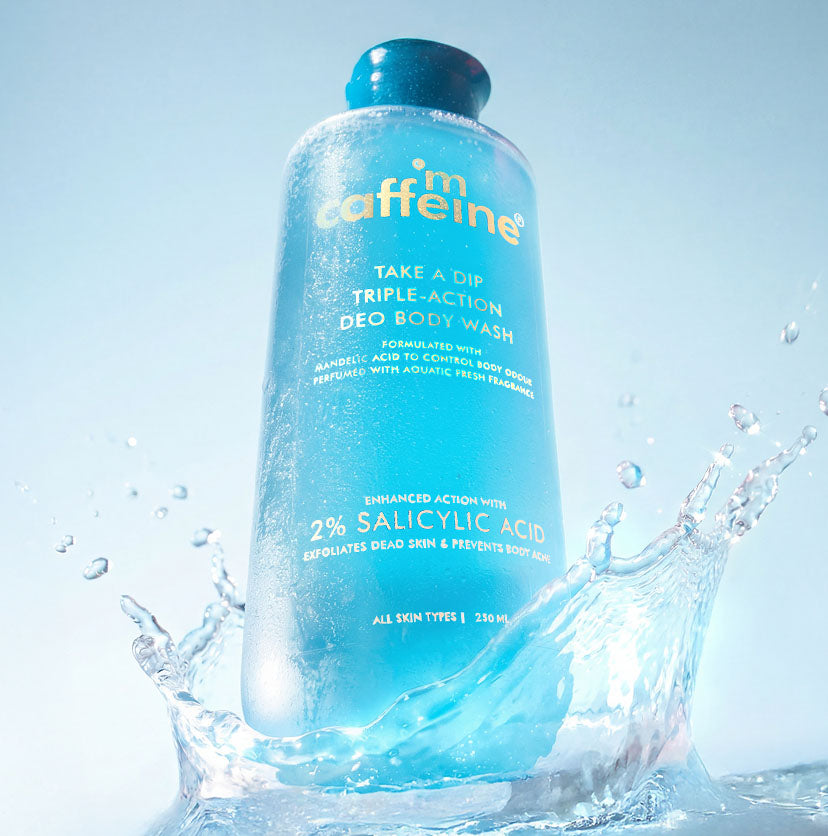 m
caffeine®
TAKE A DIP
TRIPLE-ACTION
DEO BODY WASH
FORMULATED WITH
MANDELIC ACID TO CONTROL BODY ODOUR
PERFUMED WITH AQUATIC FRESH FRAGRANCE
ENHANCED ACTION WITH
2% SALICYLIC ACID
EXFOLIATES DEAD SKIN & PREVENTS BODY ACNE
ALL SKIN TYPES | 250 ML